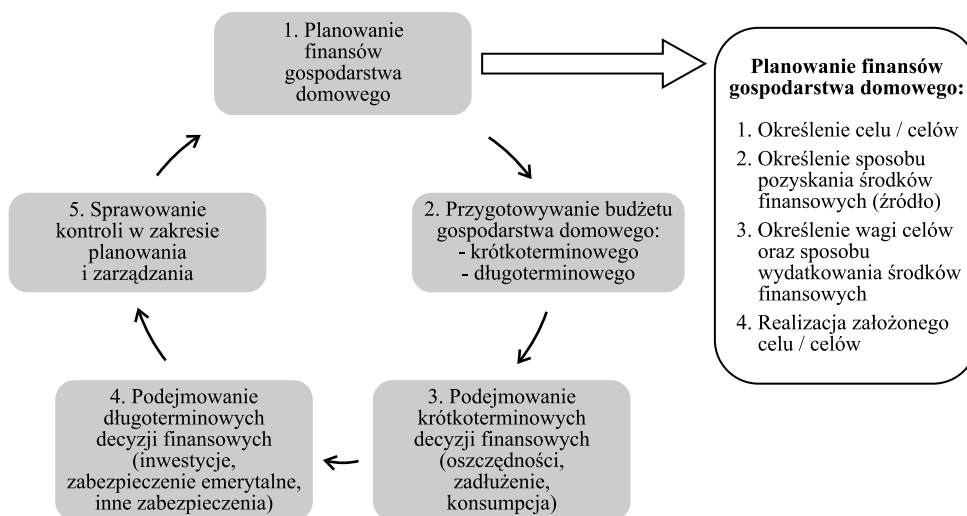 1. Planowanie
finansów
gospodarstwa
domowego
Planowanie finansów
gospodarstwa domowego:
1. Określenie celu / celów
2. Określenie sposobu
pozyskania środków
finansowych (źródło)
3. Określenie wagi celów
oraz sposobu
wydatkowania środków
finansowych
4. Realizacja założonego
celu / celów
2. Przygotowywanie budżetu
gospodarstwa domowego:
- krótkoterminowego
- długoterminowego
3. Podejmowanie
krótkoterminowych
decyzji finansowych
(oszczędności,
zadłużenie,
konsumpcja)
4. Podejmowanie
długoterminowych
decyzji finansowych
(inwestycje,
zabezpieczenie emerytalne,
inne zabezpieczenia)
5. Sprawowanie
kontroli w zakresie
planowania
i zarządzania